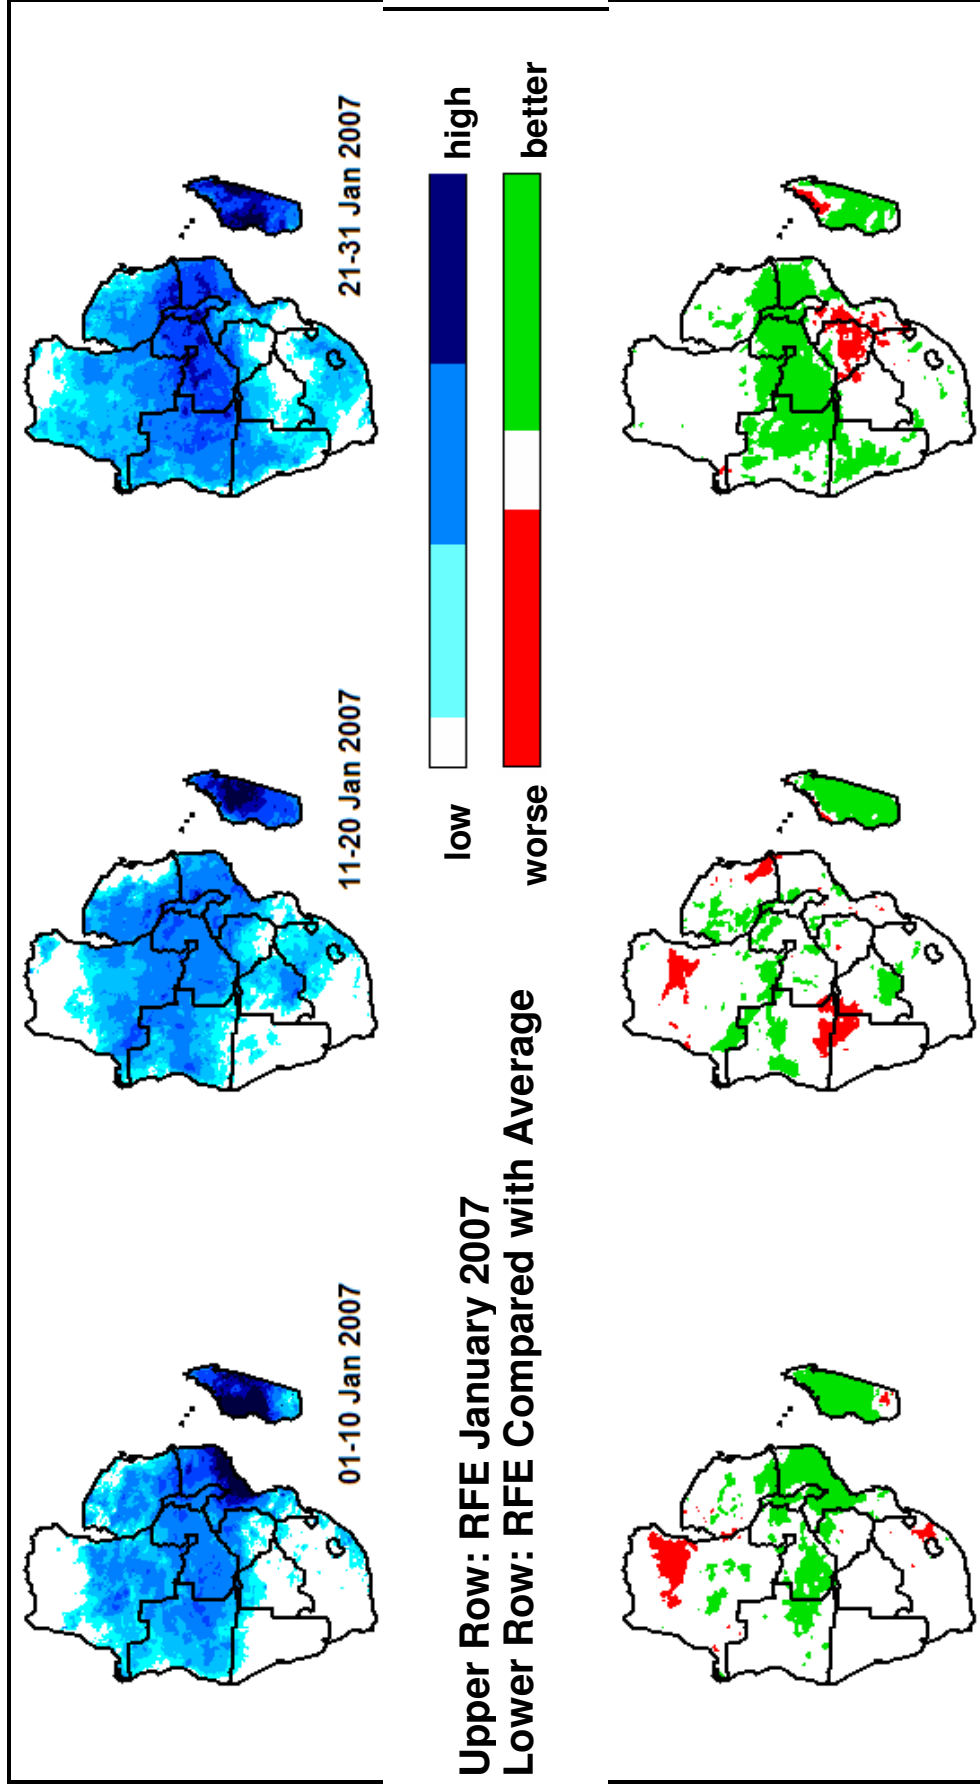 01-10 Jan 2007
11-20 Jan 2007
21-31 Jan 2007
Upper Row: RFE January 2007
Lower Row: RFE Compared with Average
low
high
worse
better